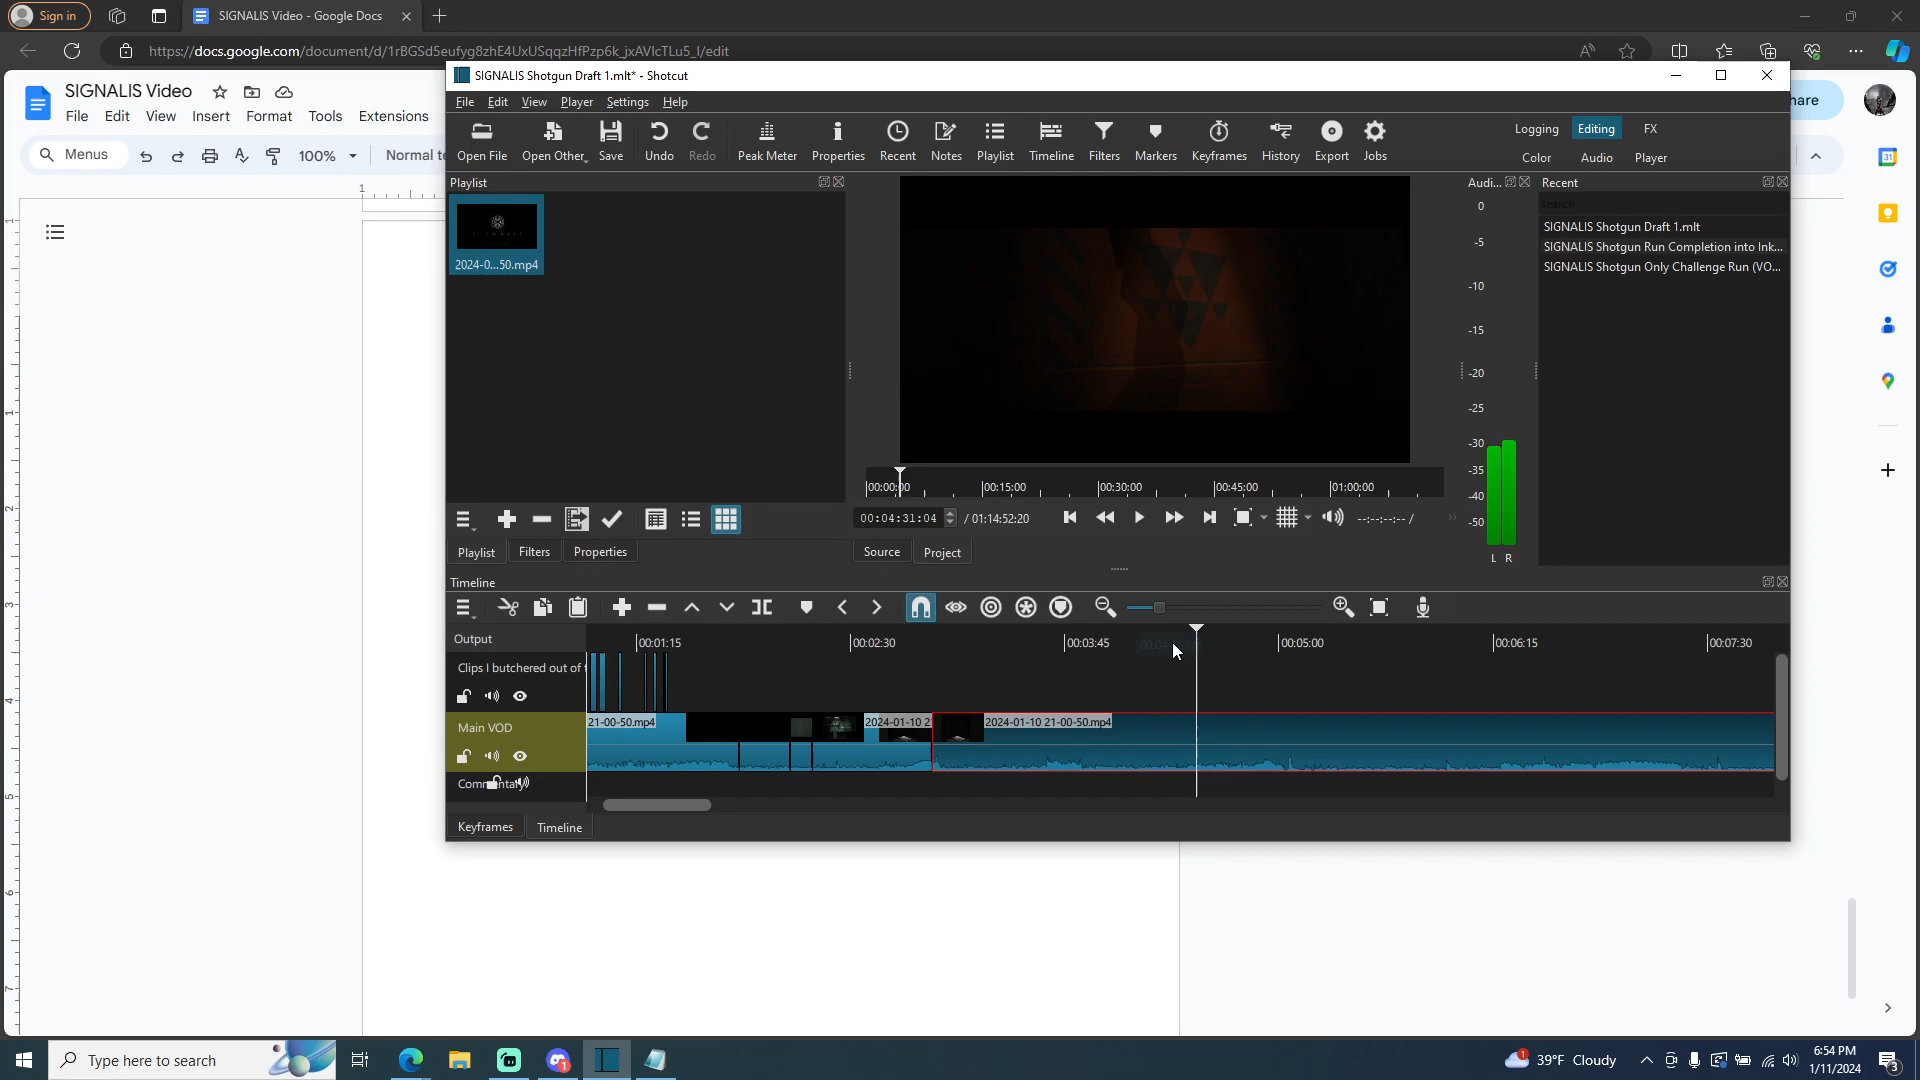 Sign in
SIGNALIS Video - Google Docs
https://docs.google.com/document/d/1rBGSd5eufyg8zhE4UxUSqqzHfPzp6k_jxAVIcTLu5_I/edit
SIGNALIS Video
File Edit View Insert Format Tools Extensions
hare
Menus 100% Normal te
SIGNALIS Shotgun Draft 1.mlt* - Shotcut
File Edit View Player Settings Help
Open File Open Other.. Save Undo Redo Peak Meter Properties Recent Notes Playlist Timeline Filters Markers Keyframes History Export Jobs
Logging Editing FX
Color Audio Player
Playlist
2024-0...50.mp4
Audi...
0
-5
-10
-15
-20
-25
-30
-35
-40
-50
L R
Recent
search
SIGNALIS Shotgun Draft 1.mlt
SIGNALIS Shotgun Run Completion into Ink...
SIGNALIS Shotgun Only Challenge Run (VO...
00:00:00 00:15:00 00:30:00 00:45:00 01:00:00
00:04:31:04 / 01:14:52:20 --:--:--:-- /
Playlist Filters Properties
Source Project
Timeline
Output
00:01:15 00:02:30 00:03:45 00:05:00 00:06:15 00:07:30
Clips I butchered out of
Main VOD
21-00-50.mp4 2024-01-10 2 2024-01-10 21-00-50.mp4
Commentary
Keyframes Timeline
Type here to search
39°F Cloudy
6:54 PM
1/11/2024